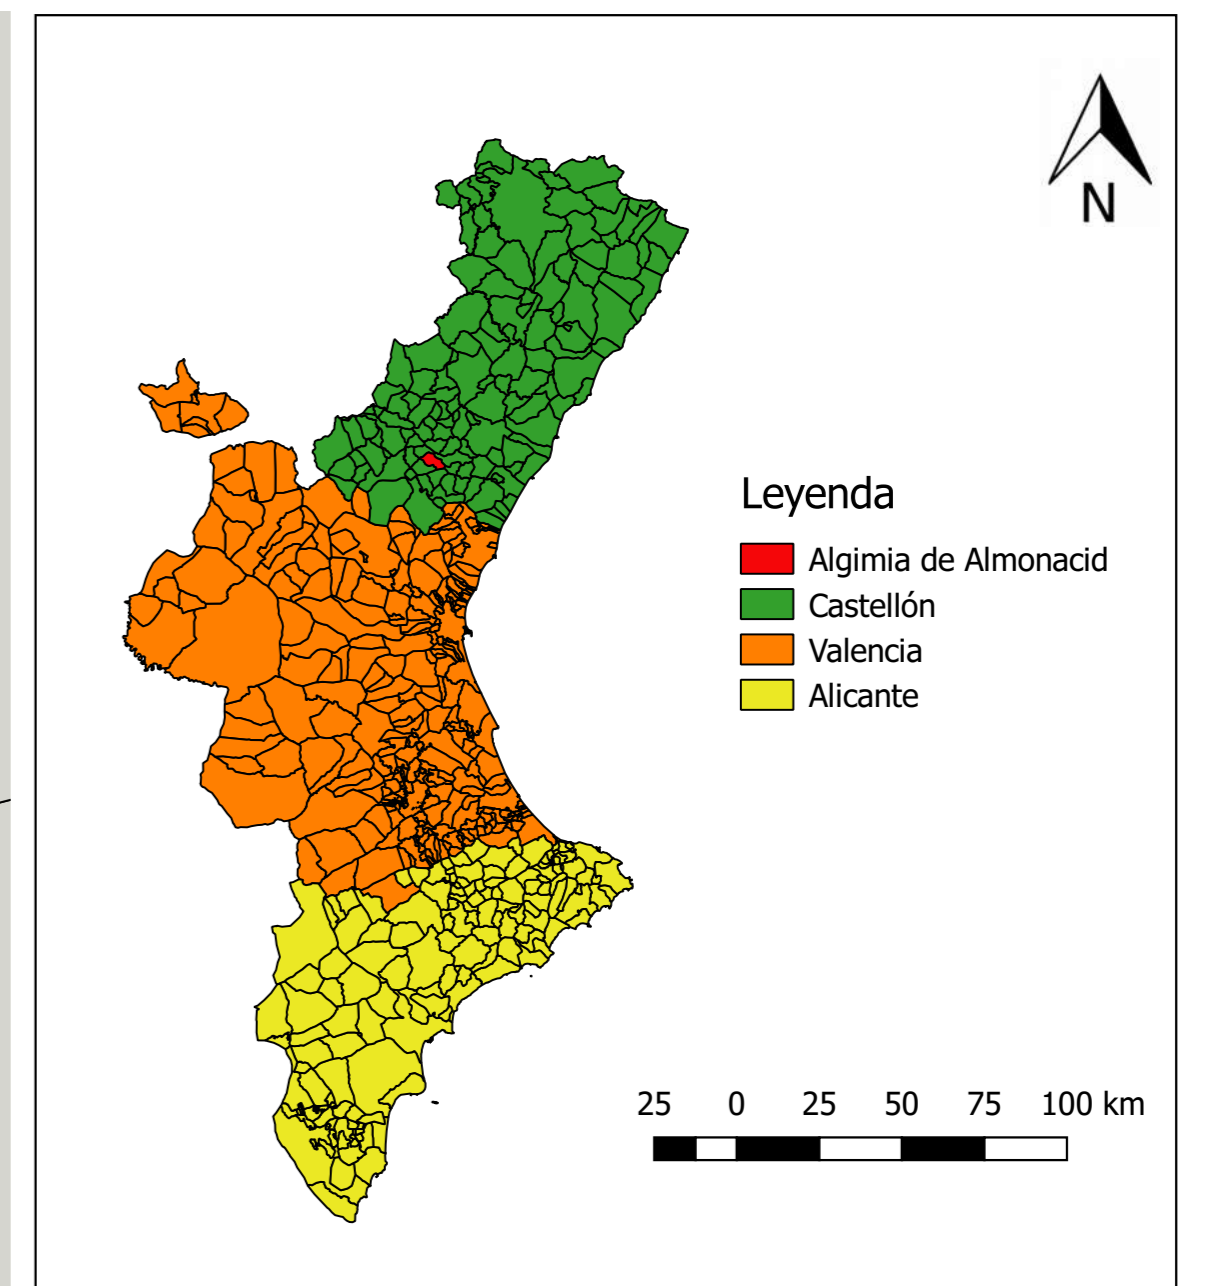 N
Leyenda
Algimia de Almonacid
Castellón
Valencia
Alicante
25 0 25 50 75 100 km